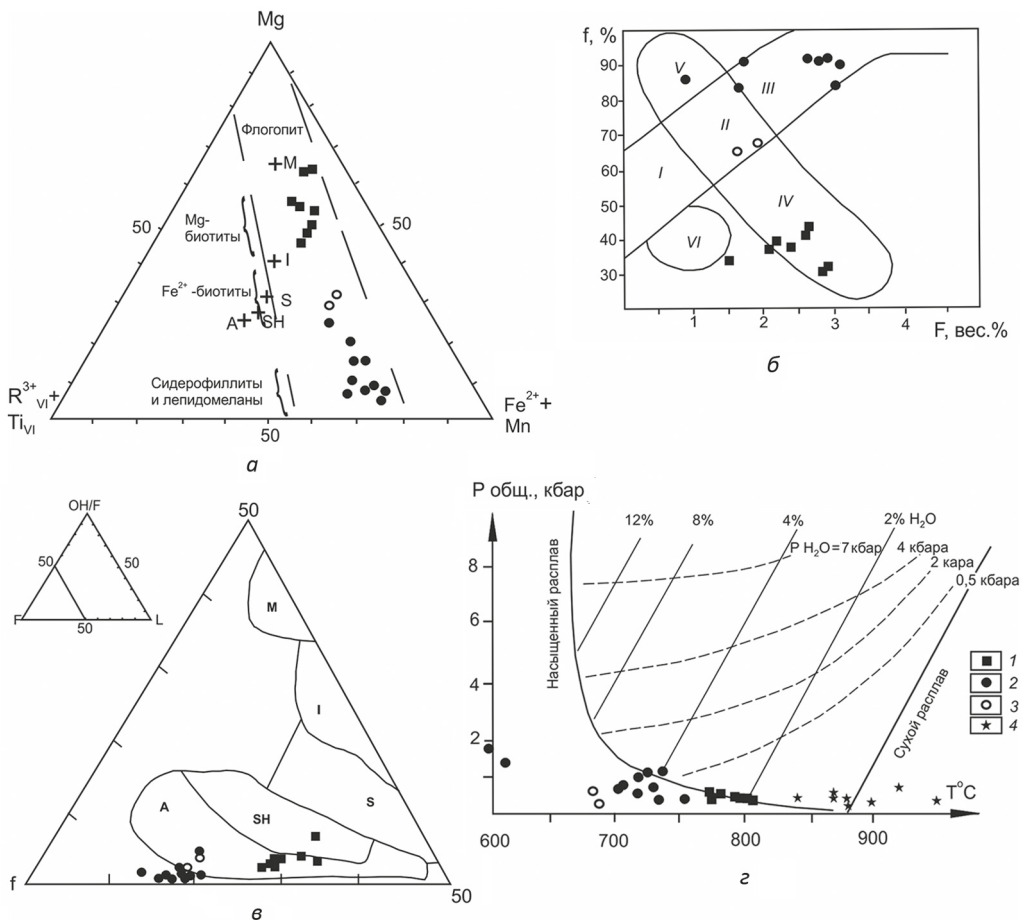 Mg
Флогопит
M
50
50
Mg-
биотиты
I
Fe²⁺ -биотиты
S
A
SH
Сидерофиллиты
и лепидомеланы
R³⁺VI+
TiVI
Fe²⁺+
Mn
50
а
f, %
90
80
70
60
50
40
30
V
III
II
I
IV
VI
1
2
3
4
F, вес.%
б
OH/F
50
50
F
50
L
50
M
I
S
A
SH
f
50
в
P общ., кбар
12%
8%
4%
2% H₂O
P H₂O = 7 кбар
4 кбара
2 кара
0,5 кбара
8
6
4
2
Насыщенный расплав
Сухой расплав
T°C
600
700
800
900
1
2
3
4
г